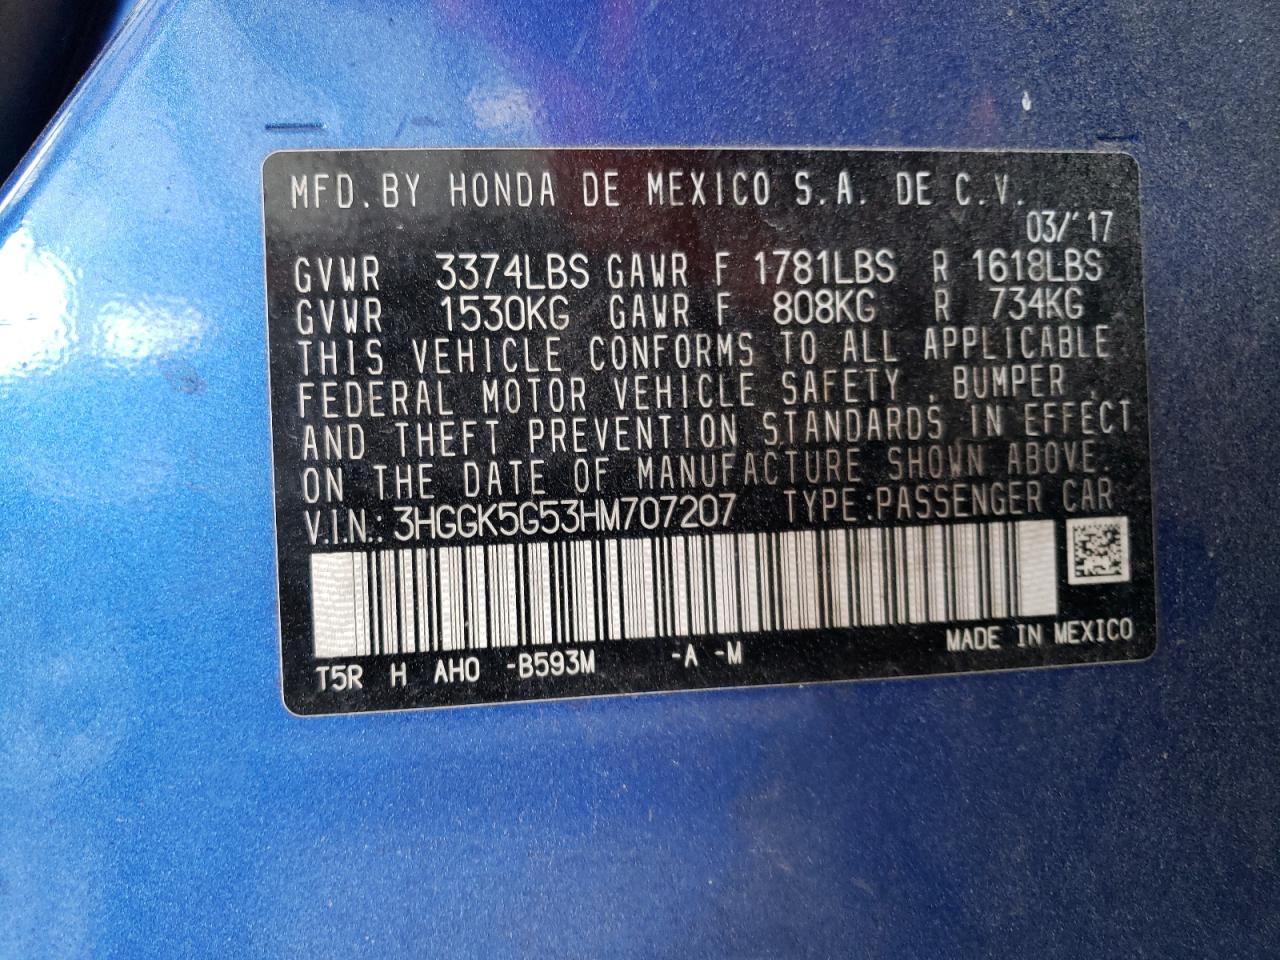 MFD. BY HONDA DE MEXICO S.A. DE C.V.
03/'17
GVWR 3374LBS GAWR F 1781LBS R 1618LBS
GVWR 1530KG GAWR F 808KG R 734KG
THIS VEHICLE CONFORMS TO ALL APPLICABLE
FEDERAL MOTOR VEHICLE SAFETY, BUMPER,
AND THEFT PREVENTION STANDARDS IN EFFECT
ON THE DATE OF MANUFACTURE SHOWN ABOVE.
V.I.N.: 3HGGK5G53HM707207 TYPE:PASSENGER CAR
MADE IN MEXICO
T5R H AH0 -B593M -A -M